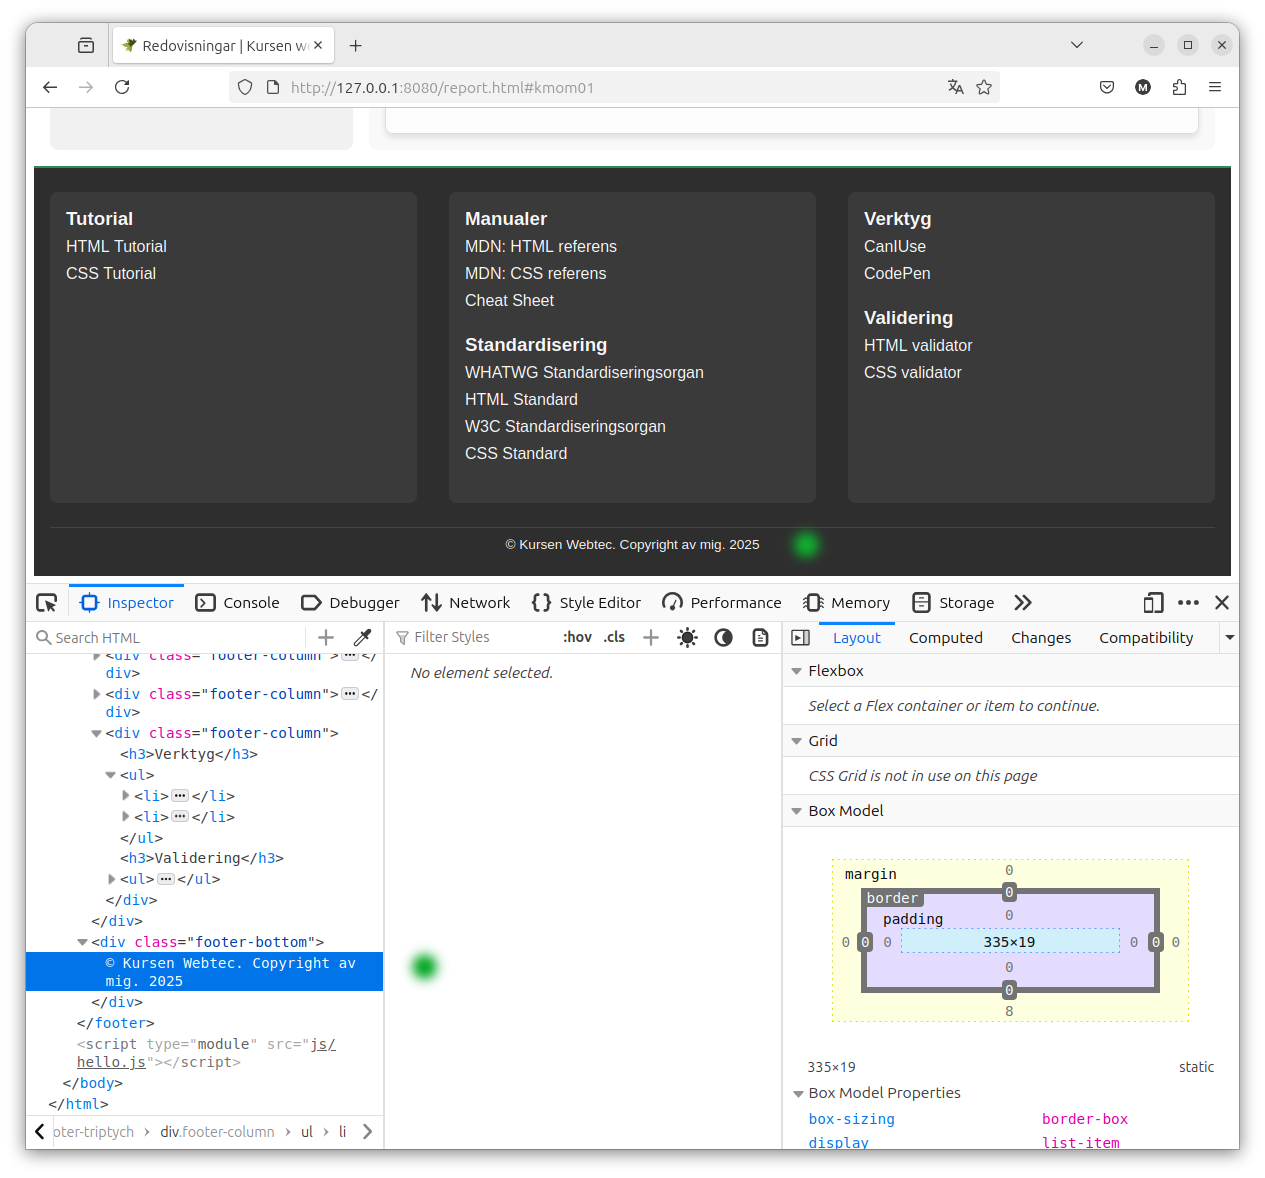 Redovisningar | Kursen we
http://127.0.0.1:8080/report.html#kmom01
M
Tutorial
HTML Tutorial
CSS Tutorial
Manualer
MDN: HTML referens
MDN: CSS referens
Cheat Sheet
Standardisering
WHATWG Standardiseringsorgan
HTML Standard
W3C Standardiseringsorgan
CSS Standard
Verktyg
CanIUse
CodePen
Validering
HTML validator
CSS validator
© Kursen Webtec. Copyright av mig. 2025
Inspector Console Debugger Network Style Editor Performance Memory Storage
Search HTML
<div class="footer-column"></
div>
<div class="footer-column"></
div>
<div class="footer-column">
<h3>Verktyg</h3>
<ul>
<li></li>
<li></li>
</ul>
<h3>Validering</h3>
<ul></ul>
</div>
</div>
<div class="footer-bottom">
© Kursen Webtec. Copyright av
mig. 2025
</div>
</footer>
<script type="module" src="js/
hello.js"></script>
</body>
</html>
oter-triptych > div.footer-column > ul > li
Filter Styles :hov .cls
No element selected.
Layout Computed Changes Compatibility
Flexbox
Select a Flex container or item to continue.
Grid
CSS Grid is not in use on this page
Box Model
margin 0
border 0
padding 0
0 0 0 335×19 0 0 0
0
0
8
335×19 static
Box Model Properties
box-sizing border-box
display list-item